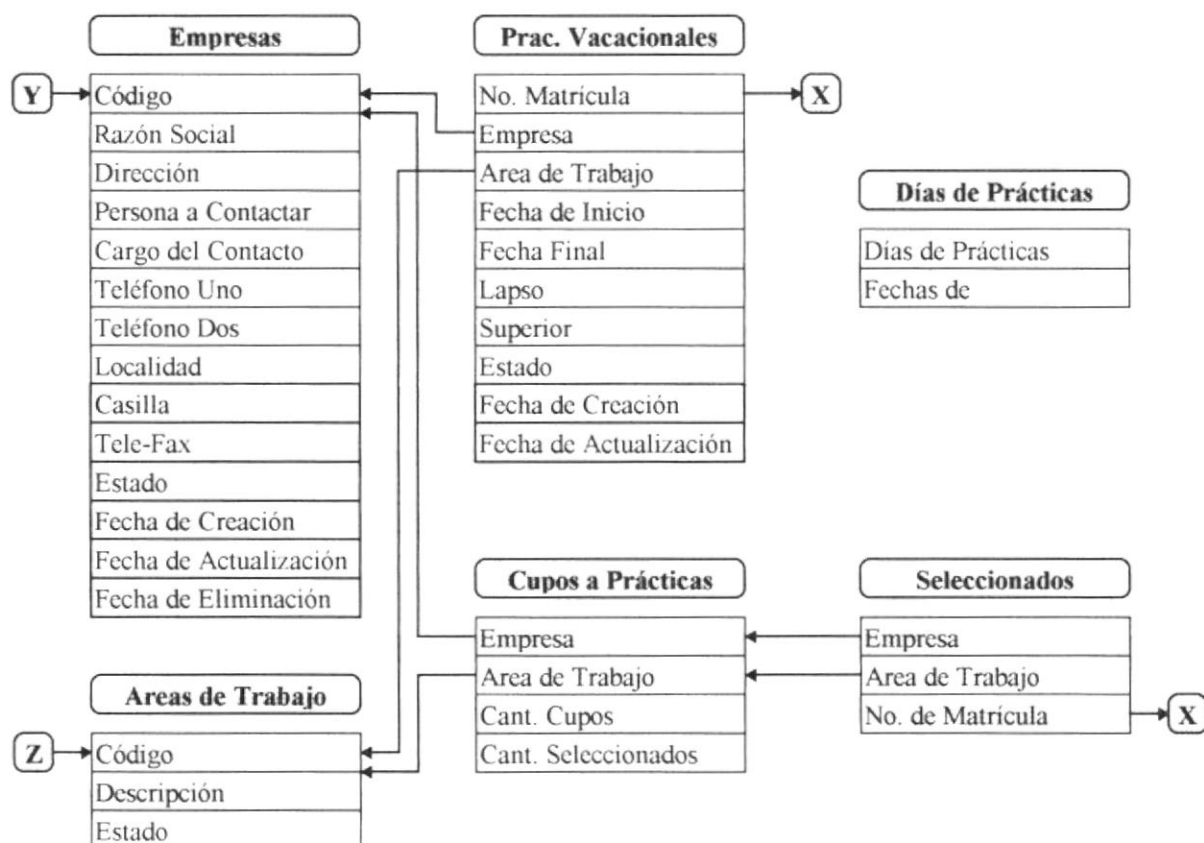 Empresas
Y
Código
Razón Social
Dirección
Persona a Contactar
Cargo del Contacto
Teléfono Uno
Teléfono Dos
Localidad
Casilla
Tele-Fax
Estado
Fecha de Creación
Fecha de Actualización
Fecha de Eliminación
Prac. Vacacionales
No. Matrícula
X
Empresa
Area de Trabajo
Fecha de Inicio
Fecha Final
Lapso
Superior
Estado
Fecha de Creación
Fecha de Actualización
Días de Prácticas
Días de Prácticas
Fechas de
Areas de Trabajo
Z
Código
Descripción
Estado
Cupos a Prácticas
Empresa
Area de Trabajo
Cant. Cupos
Cant. Seleccionados
Seleccionados
Empresa
Area de Trabajo
No. de Matrícula
X